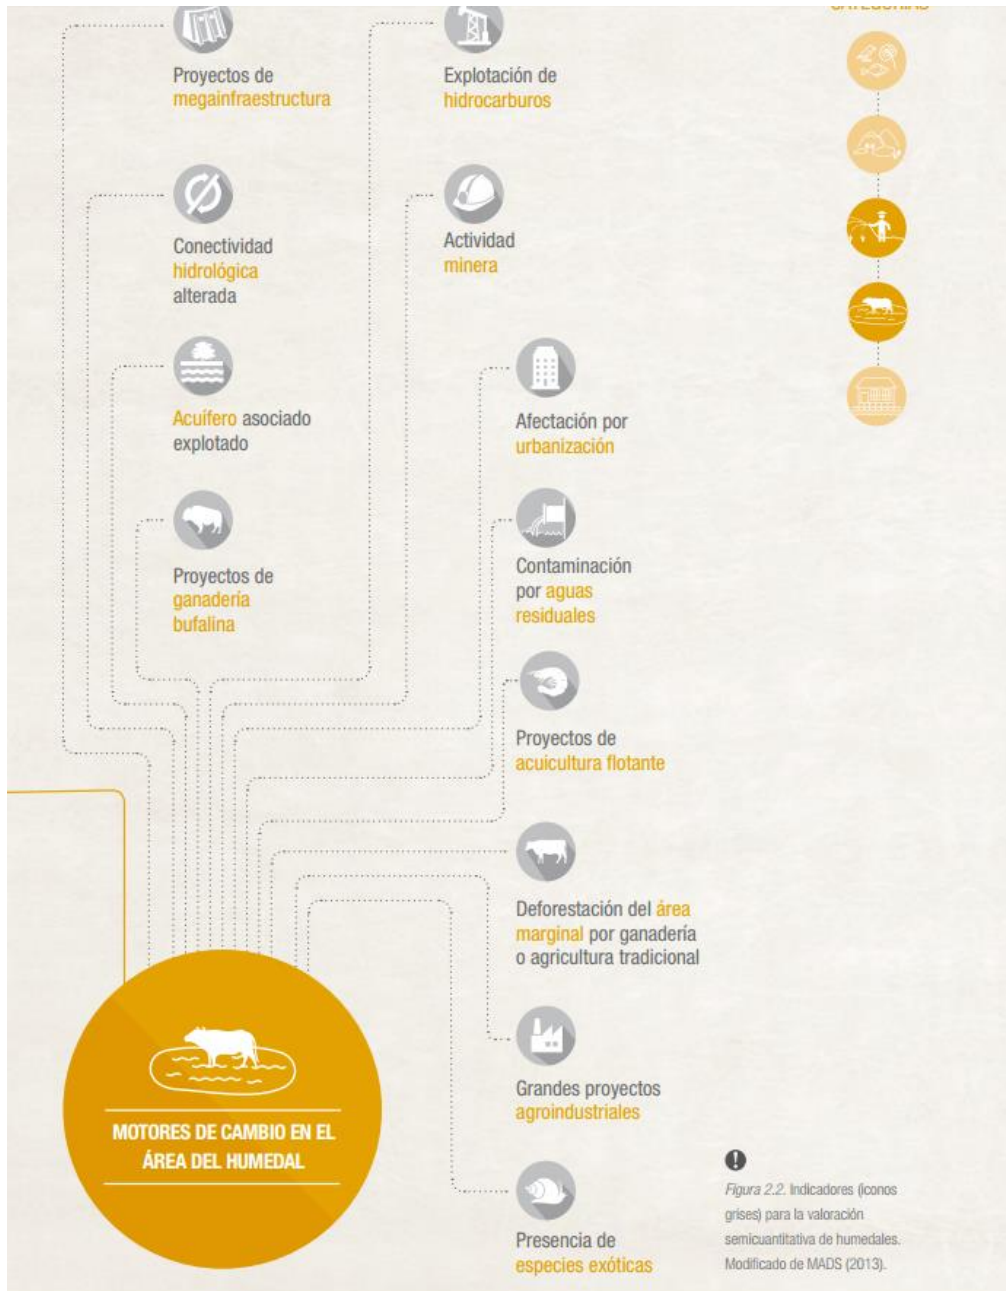 CATEGORÍAS
Proyectos de
megainfraestructura
Explotación de
hidrocarburos
Conectividad
hidrológica
alterada
Actividad
minera
Acuífero asociado
explotado
Afectación por
urbanización
Proyectos de
ganadería
bufalina
Contaminación
por aguas
residuales
Proyectos de
acuicultura flotante
Deforestación del área
marginal por ganadería
o agricultura tradicional
Grandes proyectos
agroindustriales
Presencia de
especies exóticas
MOTORES DE CAMBIO EN EL
ÁREA DEL HUMEDAL
Figura 2.2. Indicadores (iconos
grises) para la valoración
semicuantitativa de humedales.
Modificado de MADS (2013).